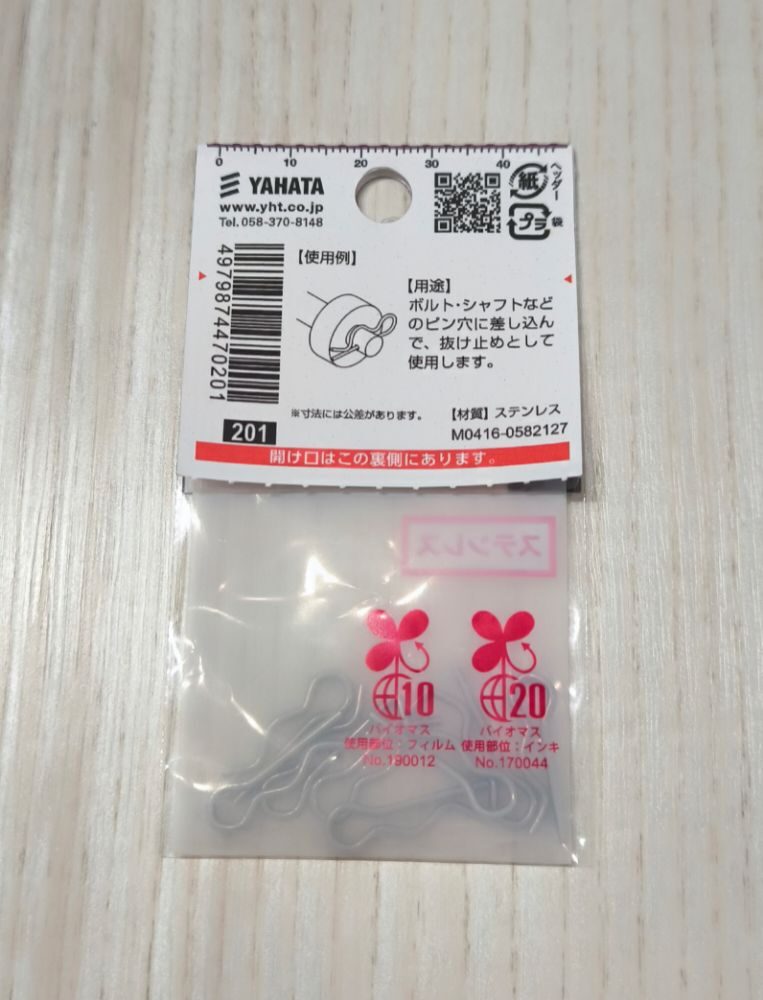 0 10 20 30 40
YAHATA
www.yht.co.jp
Tel.058-370-8148
紙
ヘッダー
プラ
袋
4979874470201
201
【使用例】
【用途】
ボルト・シャフトなど
のピン穴に差し込ん
で、抜け止めとして
使用します。
※寸法には公差があります。
【材質】ステンレス
M0416-0582127
開け口はこの裏側にあります。
ステンレス
10
バイオマス
使用部位：フィルム
No.190012
20
バイオマス
使用部位：インキ
No.170044